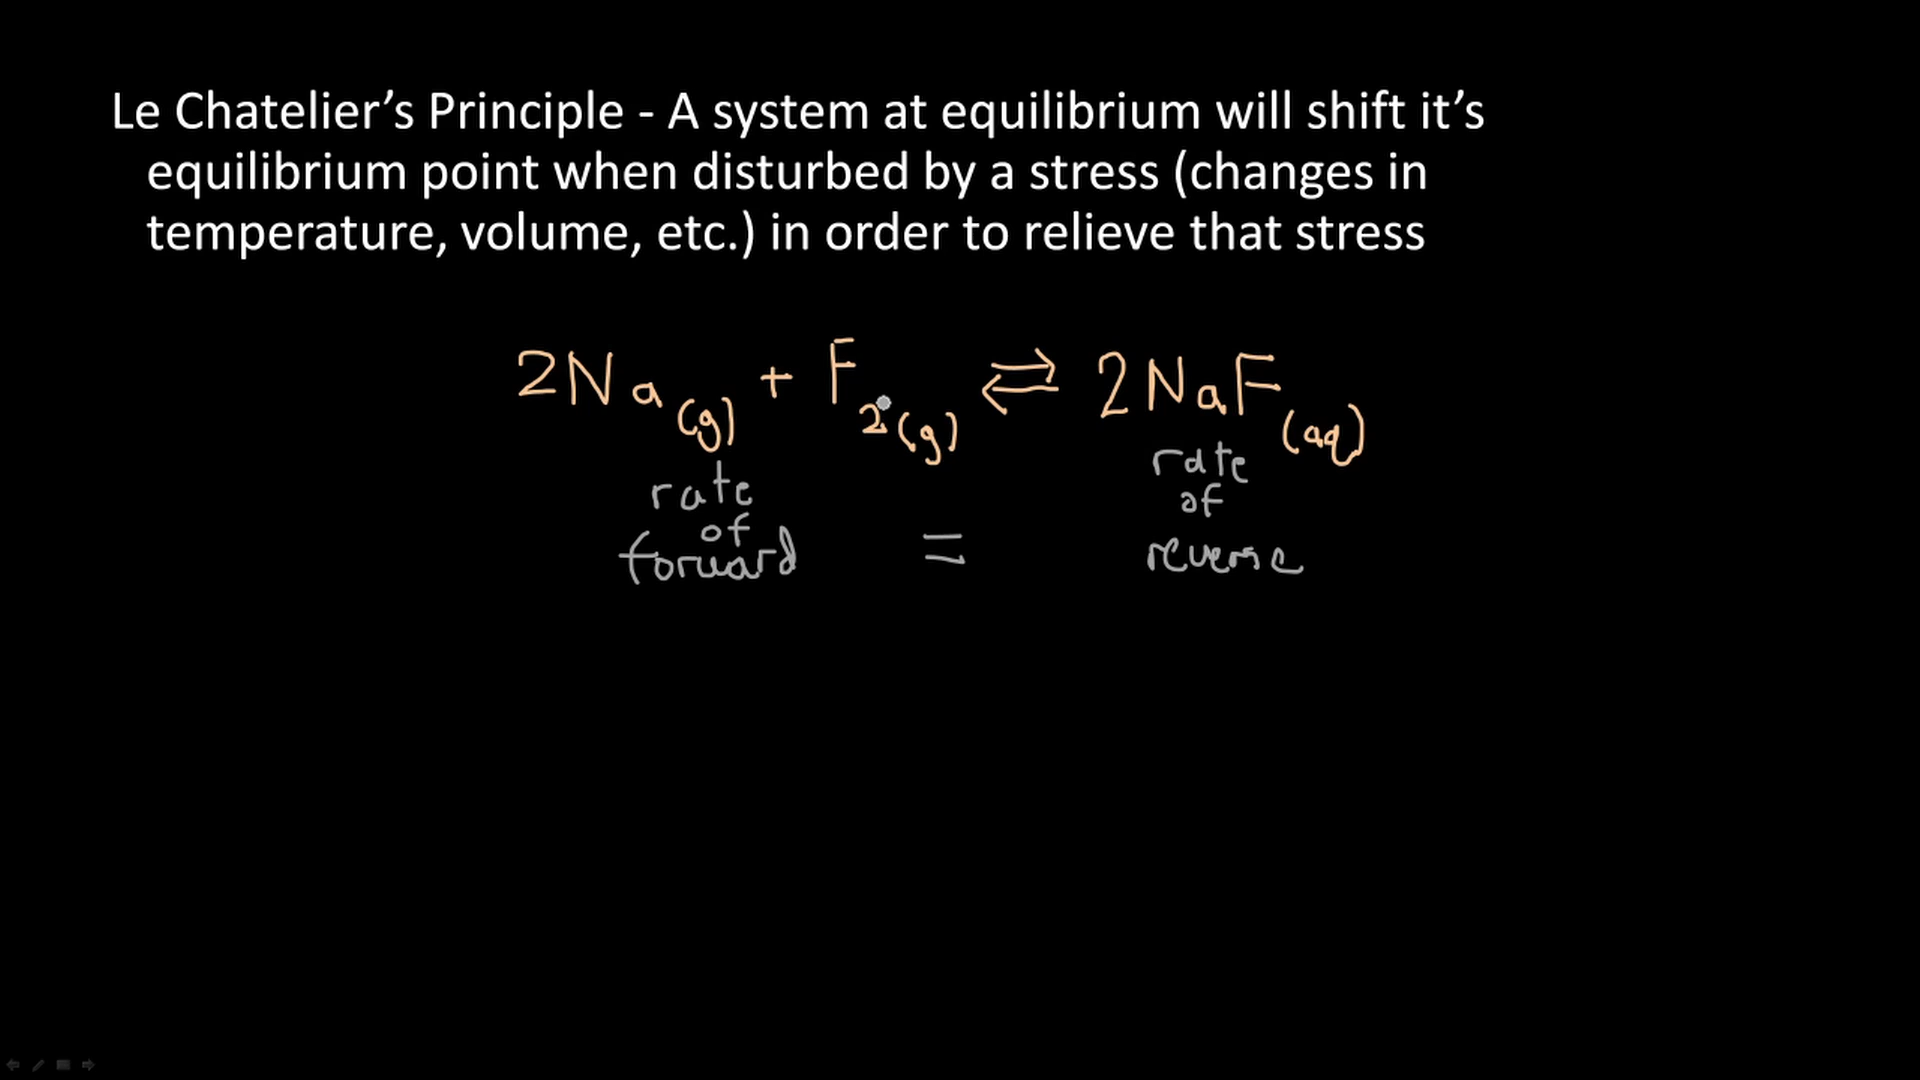 Le Chatelier’s Principle - A system at equilibrium will shift it’s
equilibrium point when disturbed by a stress (changes in
temperature, volume, etc.) in order to relieve that stress
2Na(g) + F2(g) ⇌ 2NaF(aq)
rate
of
forward
=
rate
of
reverse